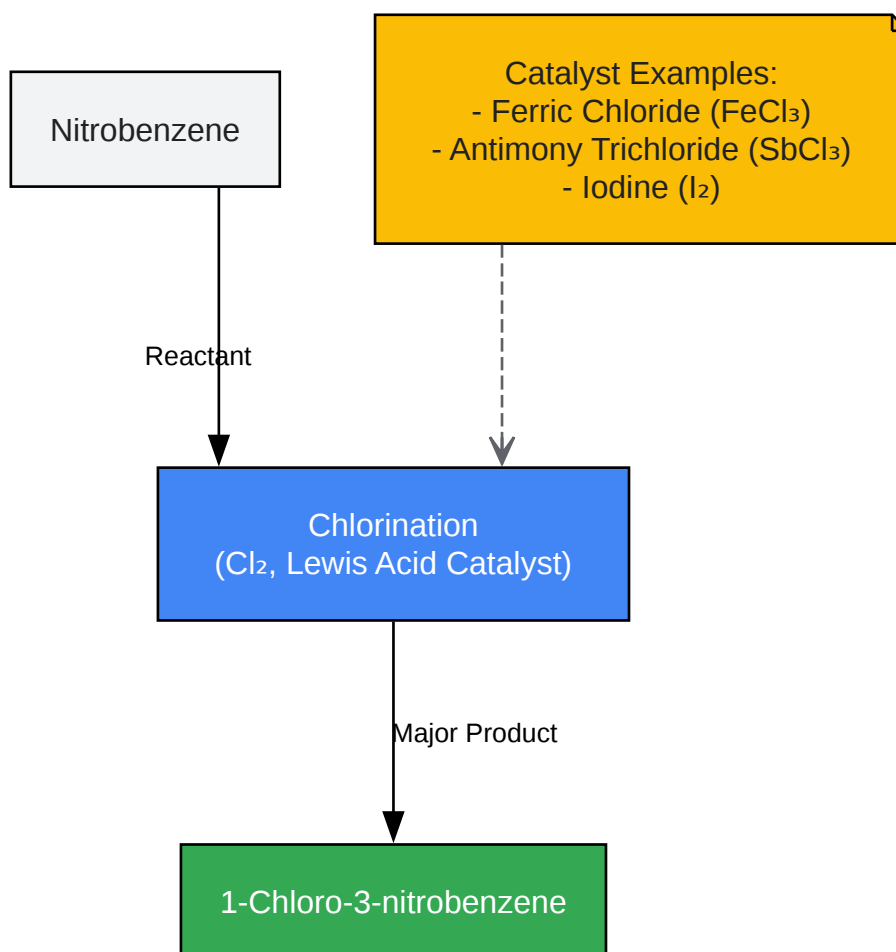 Nitrobenzene
Catalyst Examples:
- Ferric Chloride (FeCl₃)
- Antimony Trichloride (SbCl₃)
- Iodine (I₂)
Reactant
Chlorination
(Cl₂, Lewis Acid Catalyst)
Major Product
1-Chloro-3-nitrobenzene